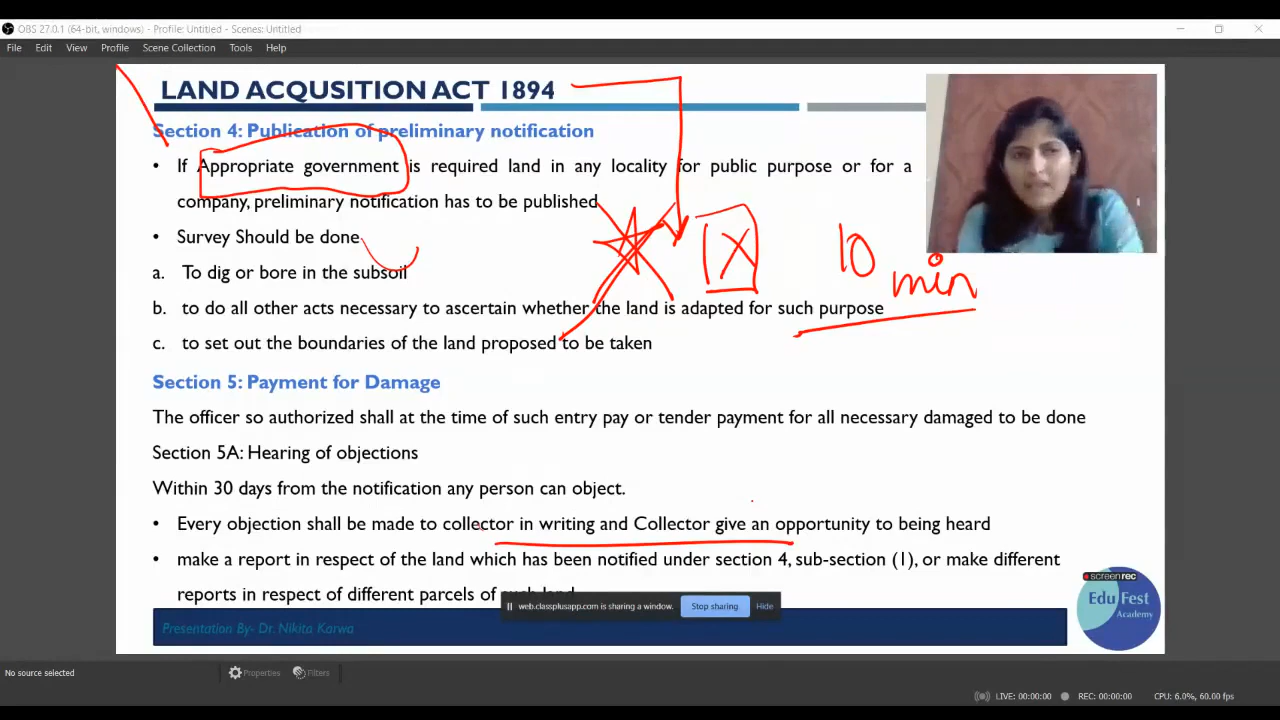 OBS 27.0.1 (64-bit, windows) - Profile: Untitled - Scenes: Untitled
File Edit View Profile Scene Collection Tools Help
LAND ACQUSITION ACT 1894
Section 4: Publication of preliminary notification
• If Appropriate government is required land in any locality for public purpose or for a
company, preliminary notification has to be published
• Survey Should be done
a. To dig or bore in the subsoil
b. to do all other acts necessary to ascertain whether the land is adapted for such purpose
c. to set out the boundaries of the land proposed to be taken
X
10
min
Section 5: Payment for Damage
The officer so authorized shall at the time of such entry pay or tender payment for all necessary damaged to be done
Section 5A: Hearing of objections
Within 30 days from the notification any person can object.
• Every objection shall be made to collector in writing and Collector give an opportunity to being heard
• make a report in respect of the land which has been notified under section 4, sub-section (1), or make different
reports in respect of different parcels of such land
web.classplusapp.com is sharing a window. Stop sharing Hide
screenrec
Edu Fest
Academy
Presentation By- Dr. Nikita Karwa
No source selected Properties Filters
LIVE: 00:00:00 REC: 00:00:00 CPU: 6.0%, 60.00 fps